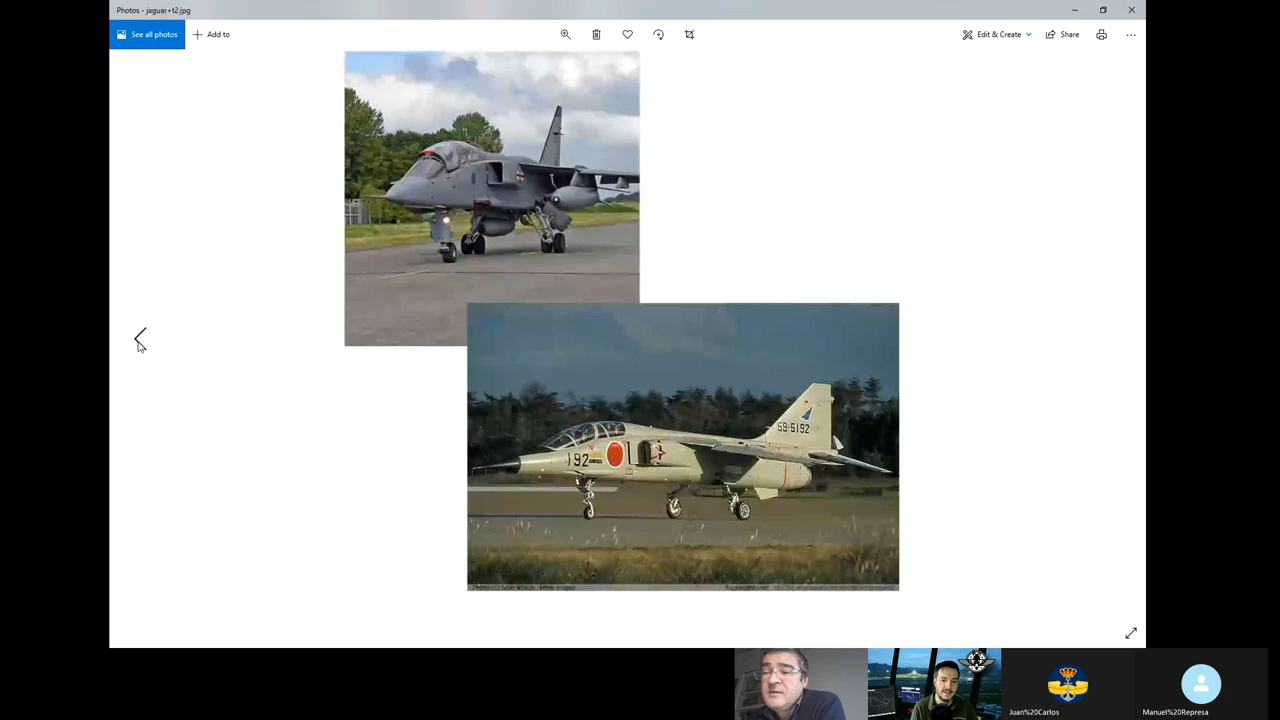 Photos - jaguar+t2.jpg
See all photos
Add to
Edit & Create
Share
192
59-5192
Juan%20Carlos
Manuel%20Represa